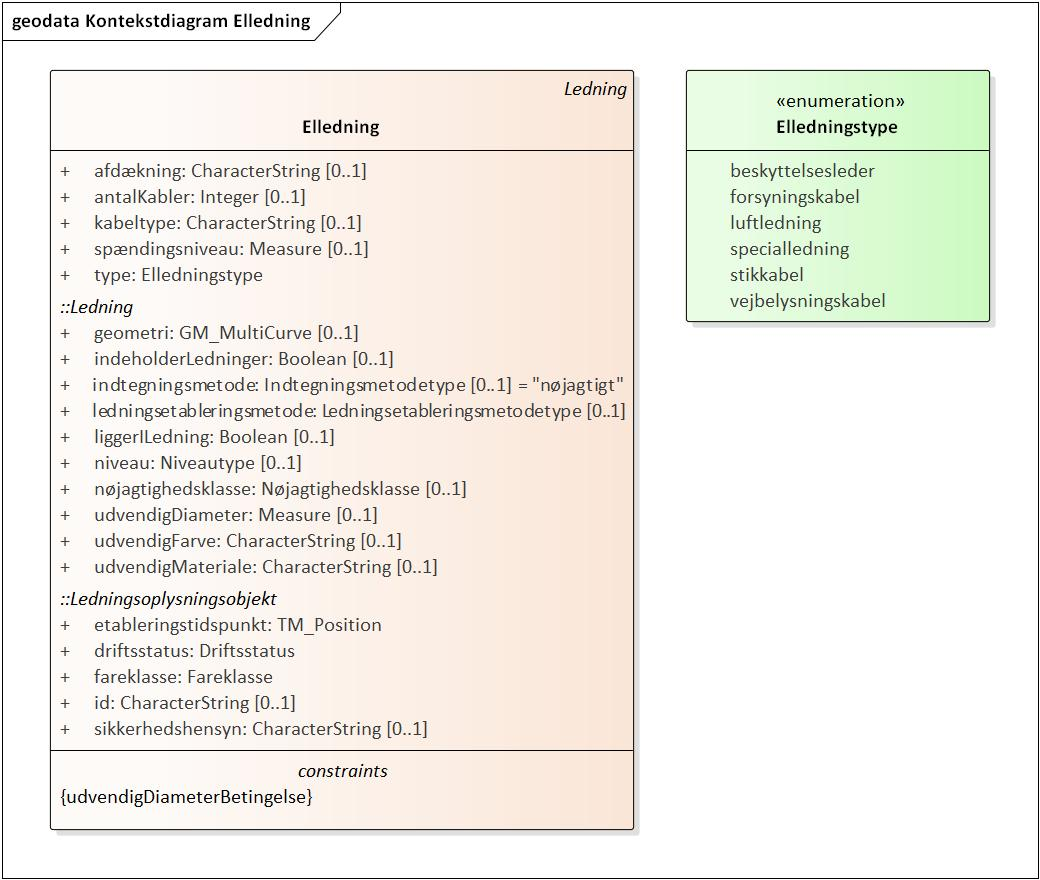 geodata Kontekstdiagram Elledning
Ledning
Elledning
+ afdækning: CharacterString [0..1]
+ antalKabler: Integer [0..1]
+ kabeltype: CharacterString [0..1]
+ spændingsniveau: Measure [0..1]
+ type: Elledningstype
::Ledning
+ geometri: GM_MultiCurve [0..1]
+ indeholderLedninger: Boolean [0..1]
+ indtegningsmetode: Indtegningsmetodetype [0..1] = "nøjagtigt"
+ ledningsetableringsmetode: Ledningsetableringsmetodetype [0..1]
+ liggerILedning: Boolean [0..1]
+ niveau: Niveautype [0..1]
+ nøjagtighedsklasse: Nøjagtighedsklasse [0..1]
+ udvendigDiameter: Measure [0..1]
+ udvendigFarve: CharacterString [0..1]
+ udvendigMateriale: CharacterString [0..1]
::Ledningsoplysningsobjekt
+ etableringstidspunkt: TM_Position
+ driftsstatus: Driftsstatus
+ fareklasse: Fareklasse
+ id: CharacterString [0..1]
+ sikkerhedshensyn: CharacterString [0..1]
constraints
{udvendigDiameterBetingelse}
«enumeration»
Elledningstype
beskyttelsesleder
forsyningskabel
luftledning
specialledning
stikkabel
vejbelysningskabel